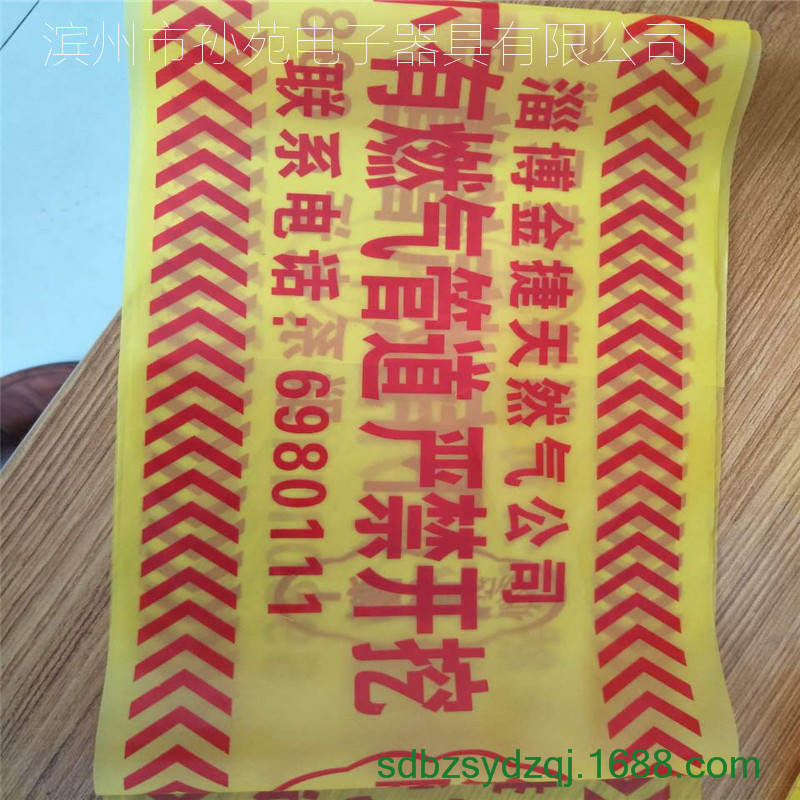 滨州市孙苑电子器具有限公司
淄博金捷天然气公司
有燃气管道严禁开挖
联系电话:6980111
sdbzsydzqj.1688.com